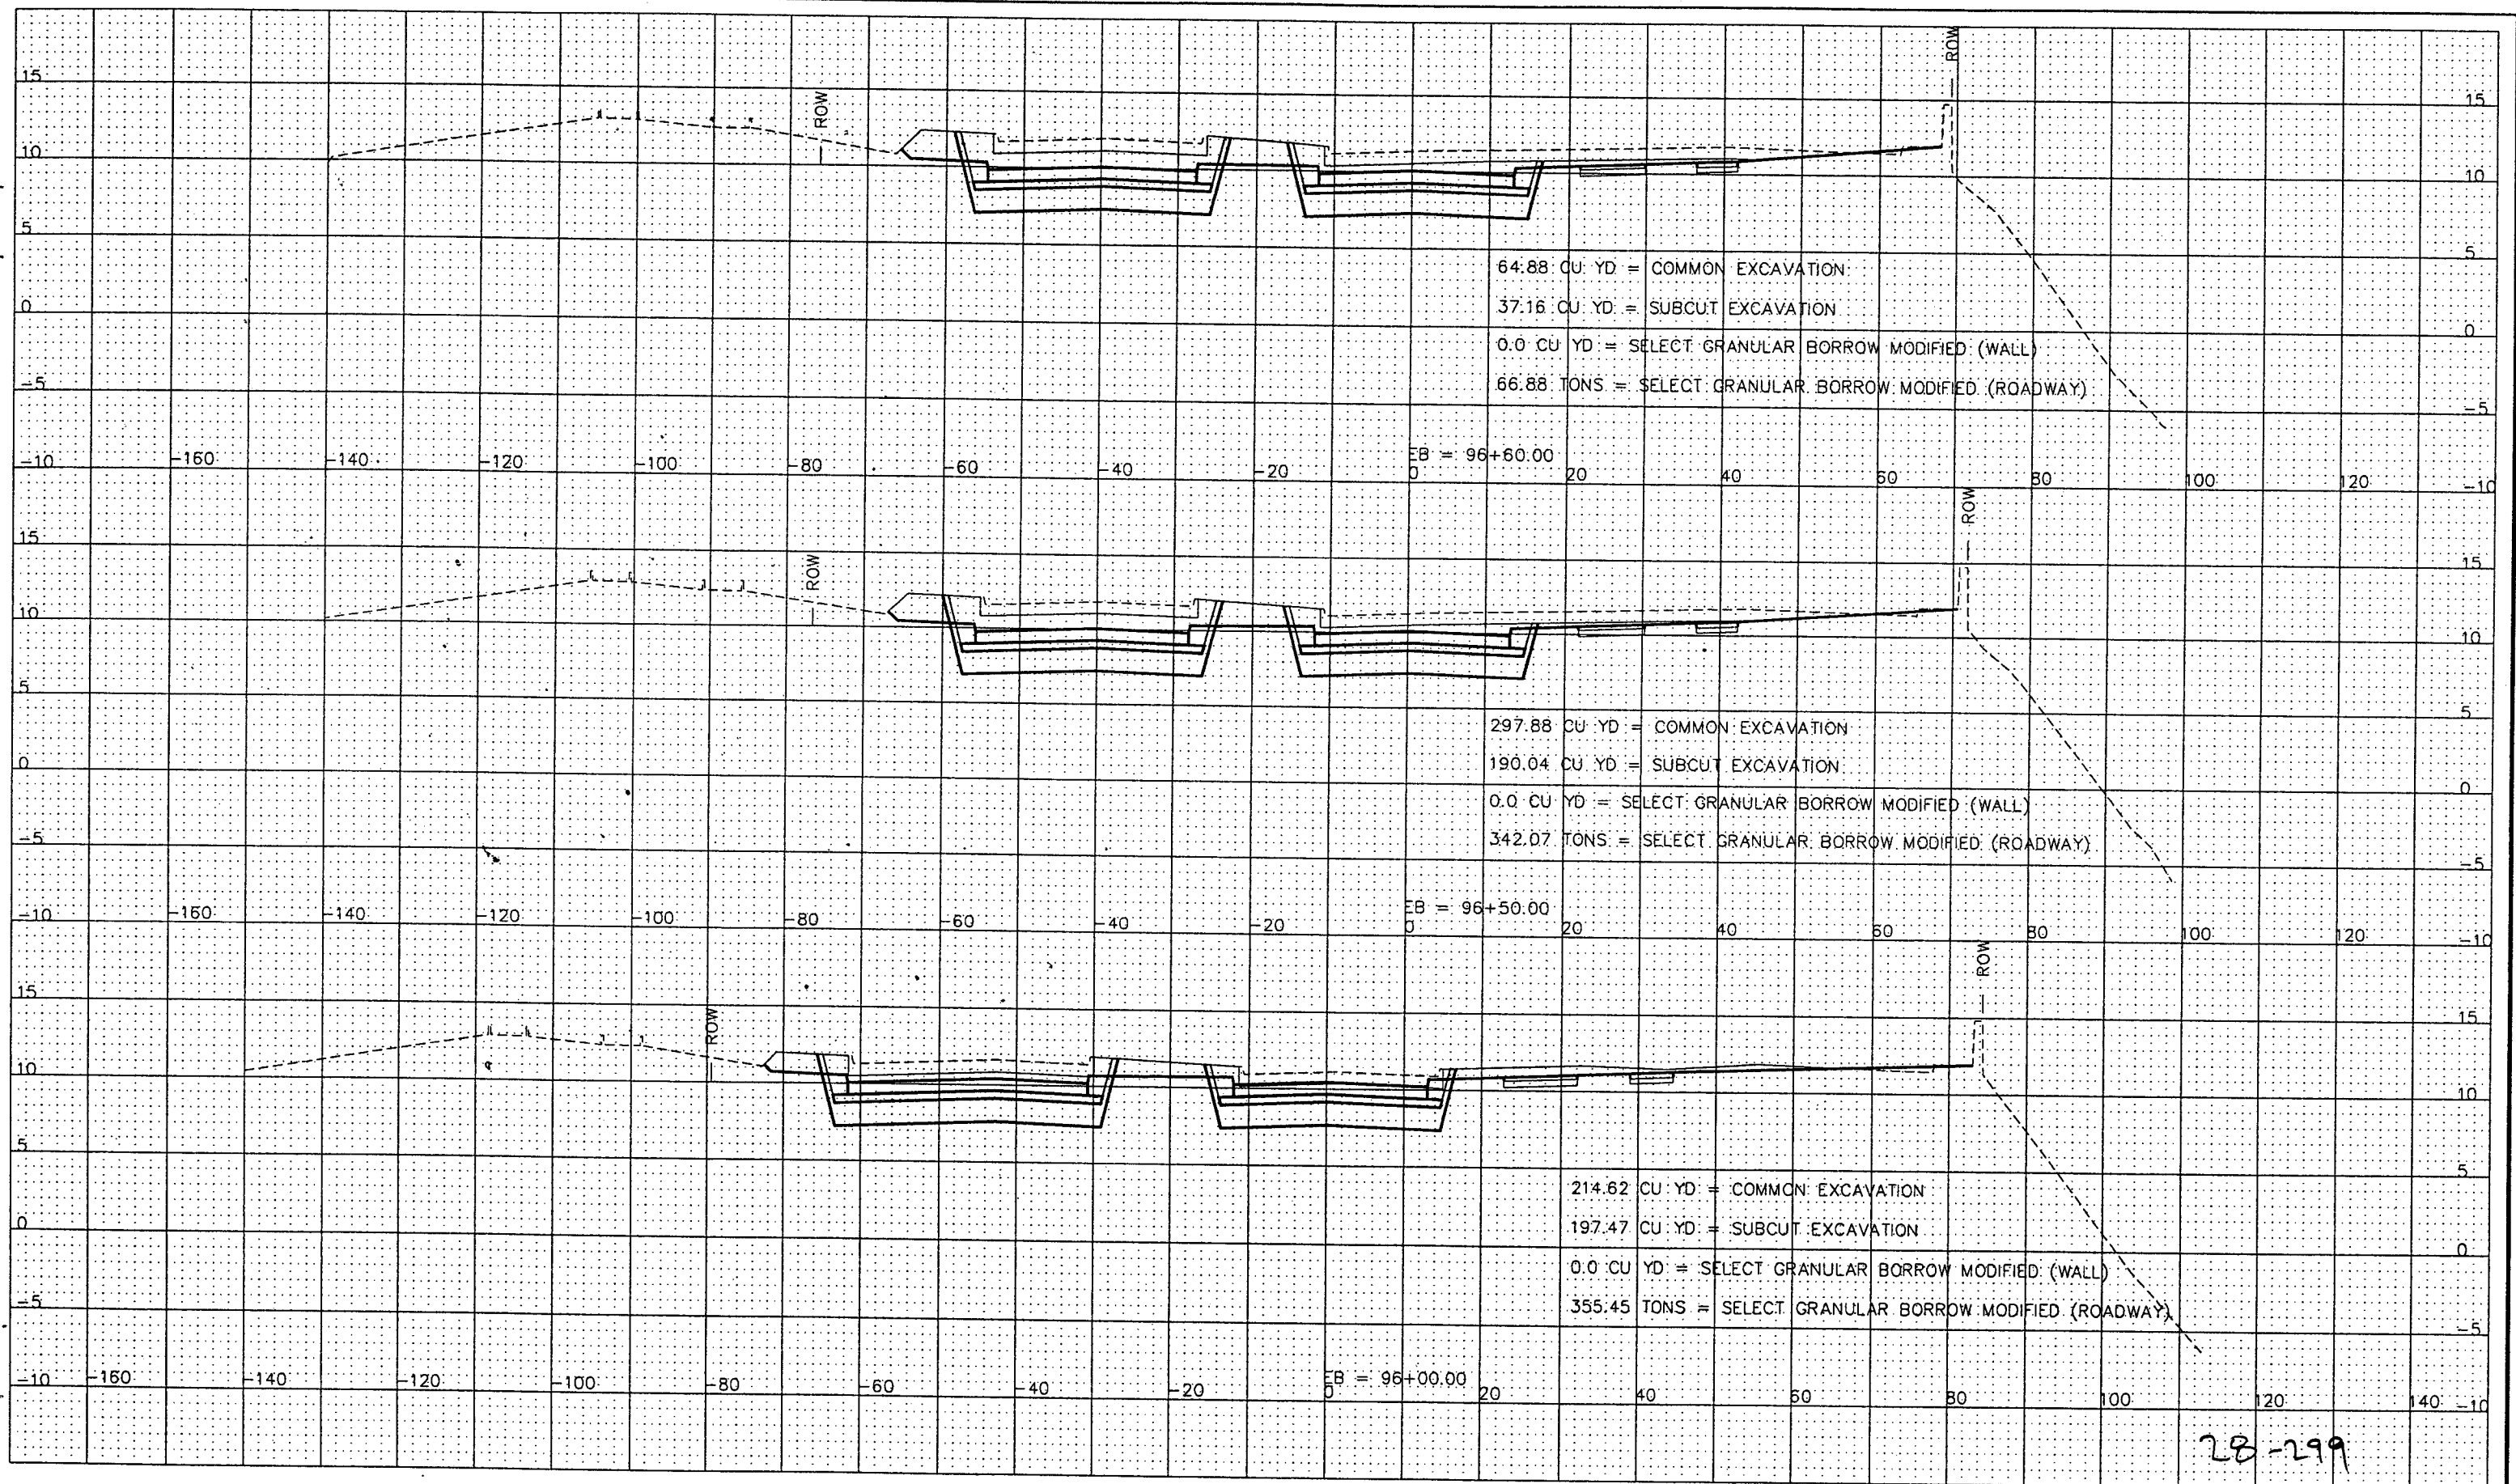 ROW
ROW
15 15
10 10
5 5
64.88 CU YD = COMMON EXCAVATION
37.16 CU YD = SUBCUT EXCAVATION
0 0
0.0 CU YD = SELECT GRANULAR BORROW MODIFIED (WALL)
66.88 TONS = SELECT GRANULAR BORROW MODIFIED (ROADWAY)
-5 -5
EB = 96+60.00
-10 -160 -140 -120 -100 -80 -60 -40 -20 0 20 40 60 80 100 120 -10
ROW
ROW
15 15
10 10
5 5
297.88 CU YD = COMMON EXCAVATION
190.04 CU YD = SUBCUT EXCAVATION
0 0
0.0 CU YD = SELECT GRANULAR BORROW MODIFIED (WALL)
342.07 TONS = SELECT GRANULAR BORROW MODIFIED (ROADWAY)
-5 -5
EB = 96+50.00
-10 -160 -140 -120 -100 -80 -60 -40 -20 0 20 40 60 80 100 120 -10
ROW
ROW
15 15
10 10
5 5
214.62 CU YD = COMMON EXCAVATION
197.47 CU YD = SUBCUT EXCAVATION
0 0
0.0 CU YD = SELECT GRANULAR BORROW MODIFIED (WALL)
355.45 TONS = SELECT GRANULAR BORROW MODIFIED (ROADWAY)
-5 -5
EB = 96+00.00
-10 -160 -140 -120 -100 -80 -60 -40 -20 0 20 40 60 80 100 120 140 -10
28-299